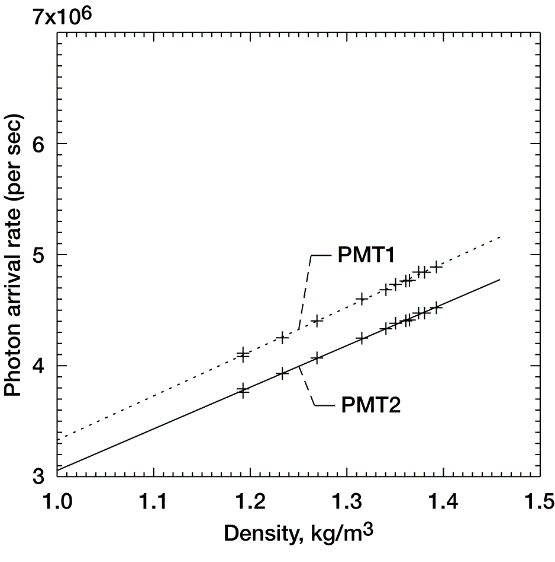 7x10⁶
6
5
4
3
Photon arrival rate (per sec)
PMT1
PMT2
1.0 1.1 1.2 1.3 1.4 1.5
Density, kg/m³